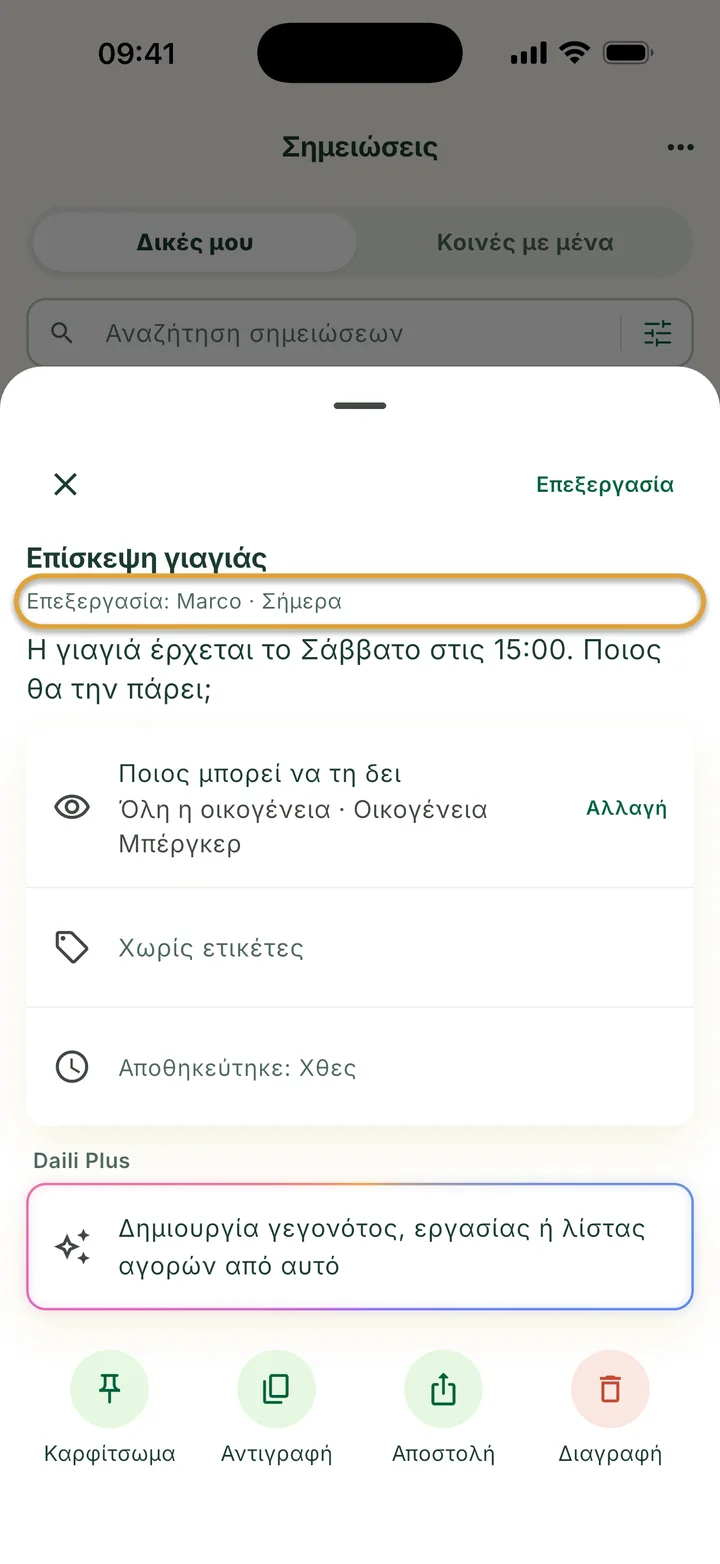 09:41
Σημειώσεις
Δικές μου
Κοινές με μένα
Αναζήτηση σημειώσεων
Επεξεργασία
Επίσκεψη γιαγιάς
Επεξεργασία: Marco · Σήμερα
Η γιαγιά έρχεται το Σάββατο στις 15:00. Ποιος
θα την πάρει;
Ποιος μπορεί να τη δει
Όλη η οικογένεια · Οικογένεια
Μπέργκερ
Αλλαγή
Χωρίς ετικέτες
Αποθηκεύτηκε: Χθες
Daili Plus
Δημιουργία γεγονότος, εργασίας ή λίστας
αγορών από αυτό
Καρφίτσωμα
Αντιγραφή
Αποστολή
Διαγραφή